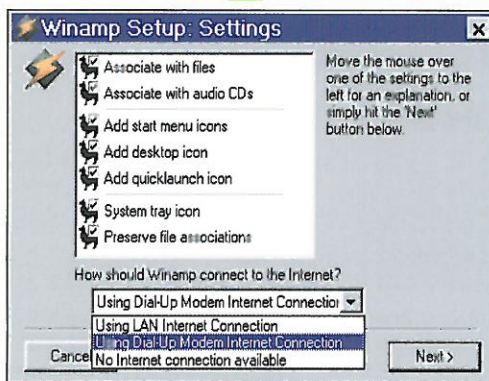 Winamp Setup: Settings
Associate with files
Associate with audio CDs
Add start menu icons
Add desktop icon
Add quicklaunch icon
System tray icon
Preserve file associations
Move the mouse over
one of the settings to the
left for an explanation, or
simply hit the 'Next'
button below.
How should Winamp connect to the Internet?
Using Dial-Up Modem Internet Connection
Using LAN Internet Connection
Using Dial-Up Modem Internet Connection
No Internet connection available
Cancel
Next >